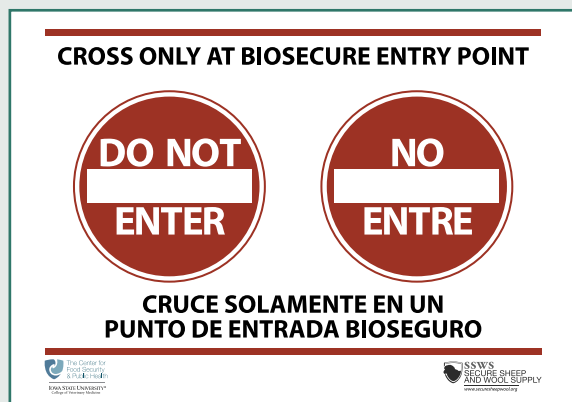 CROSS ONLY AT BIOSECURE ENTRY POINT
DO NOT
ENTER
NO
ENTRE
CRUCE SOLAMENTE EN UN
PUNTO DE ENTRADA BIOSEGURO
The Center for
Food Security
& Public Health
IOWA STATE UNIVERSITY®
College of Veterinary Medicine
SSWS
SECURE SHEEP
AND WOOL SUPPLY
www.securesheepwool.org